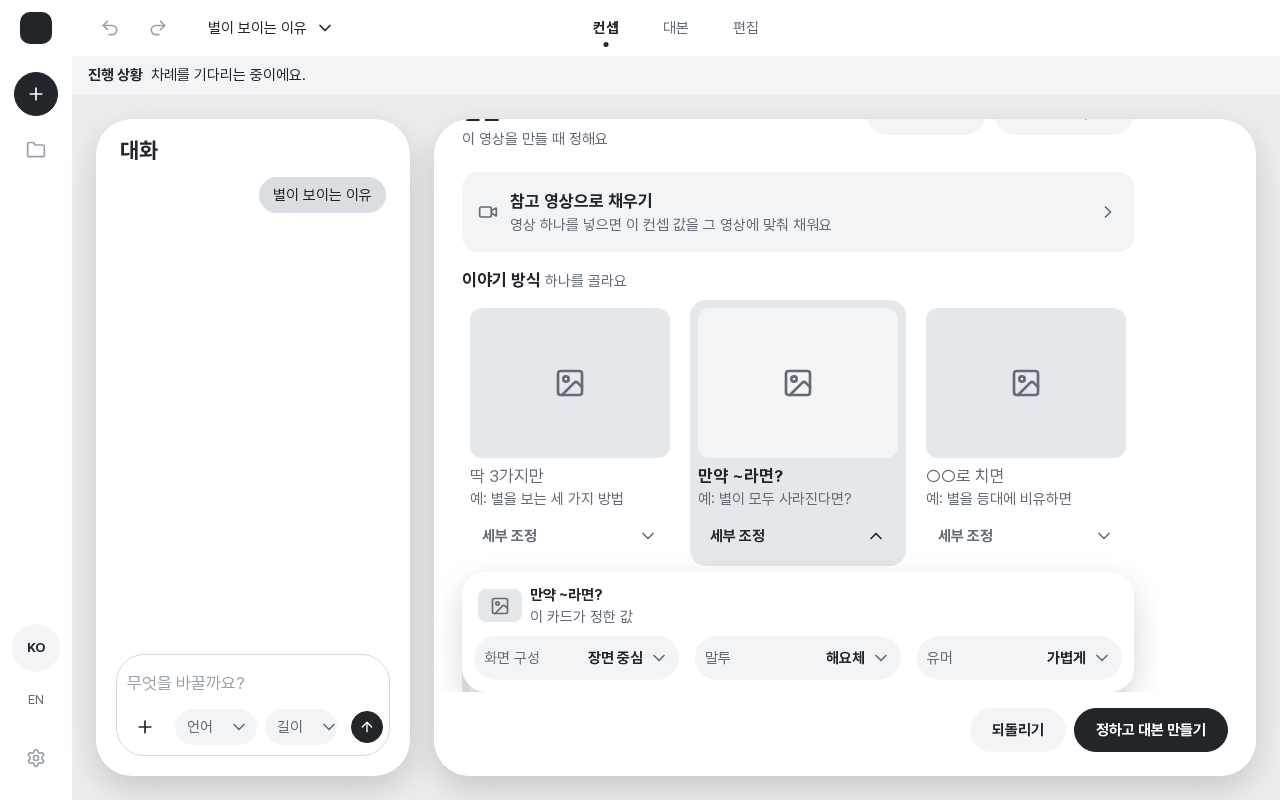 별이 보이는 이유
컨셉
대본
편집
진행 상황 차례를 기다리는 중이에요.
대화
별이 보이는 이유
이 영상을 만들 때 정해요
참고 영상으로 채우기
영상 하나를 넣으면 이 컨셉 값을 그 영상에 맞춰 채워요
이야기 방식 하나를 골라요
딱 3가지만
예: 별을 보는 세 가지 방법
세부 조정
만약 ~라면?
예: 별이 모두 사라진다면?
세부 조정
○○로 치면
예: 별을 등대에 비유하면
세부 조정
만약 ~라면?
이 카드가 정한 값
화면 구성 장면 중심
말투 해요체
유머 가볍게
되돌리기
정하고 대본 만들기
무엇을 바꿀까요?
언어
길이
KO
EN